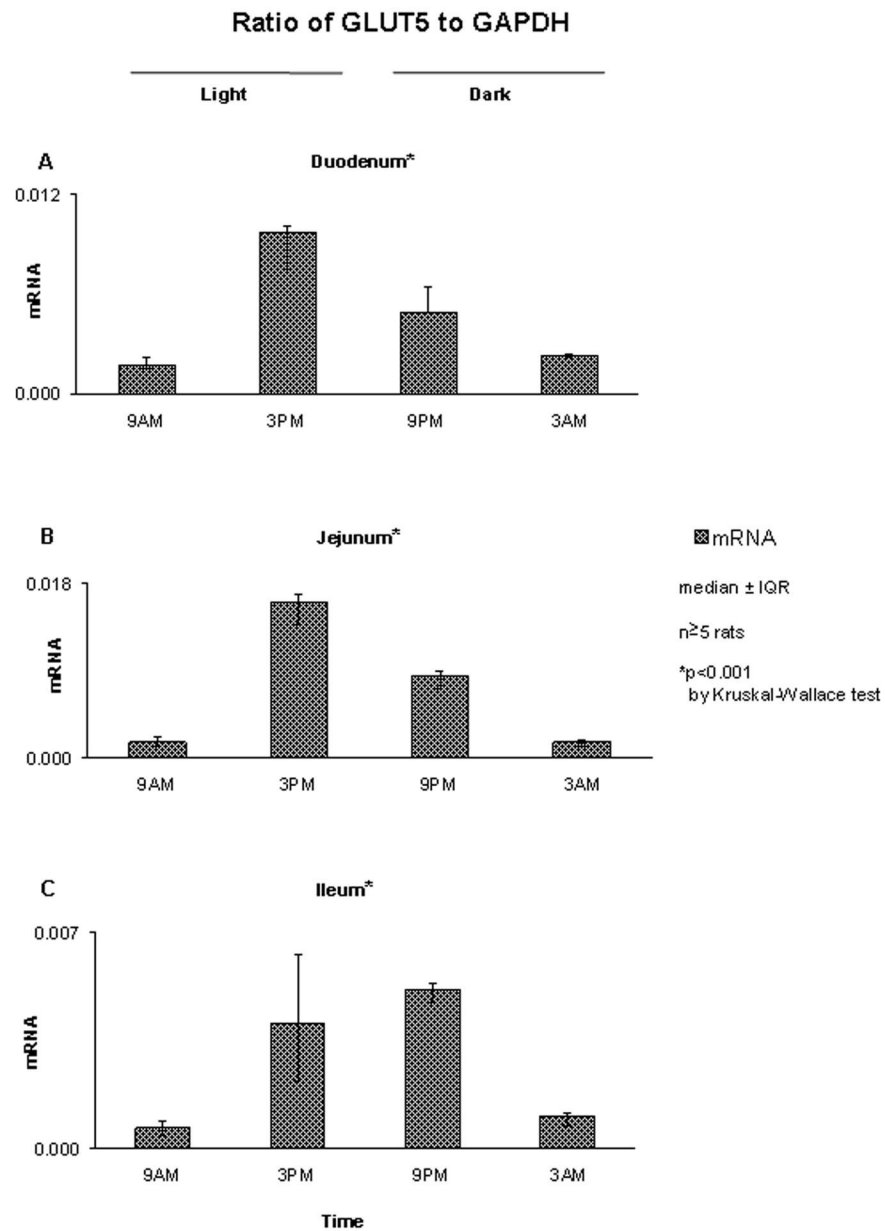 Ratio of GLUT5 to GAPDH
Light Dark
A Duodenum*
0.012
mRNA
0.000
9AM 3PM 9PM 3AM
B Jejunum*
0.018
mRNA
0.000
9AM 3PM 9PM 3AM
mRNA
median ± IQR
n≥5 rats
*p<0.001
by Kruskal-Wallace test
C Ileum*
0.007
mRNA
0.000
9AM 3PM 9PM 3AM
Time